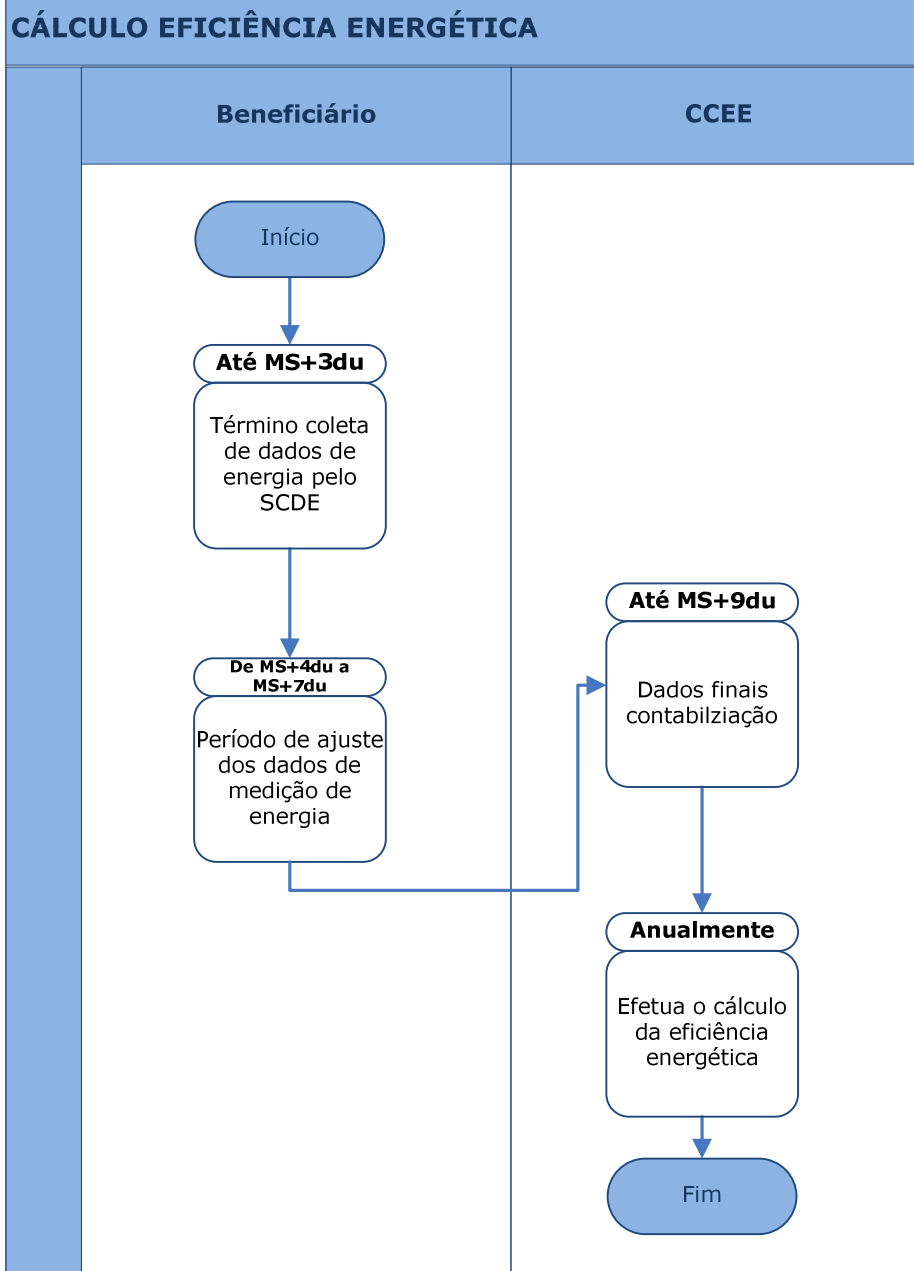 CÁLCULO EFICIÊNCIA ENERGÉTICA
Beneficiário
CCEE
Início
Até MS+3du
Término coleta
de dados de
energia pelo
SCDE
De MS+4du a
MS+7du
Período de ajuste
dos dados de
medição de
energia
Até MS+9du
Dados finais
contabilziação
Anualmente
Efetua o cálculo
da eficiência
energética
Fim